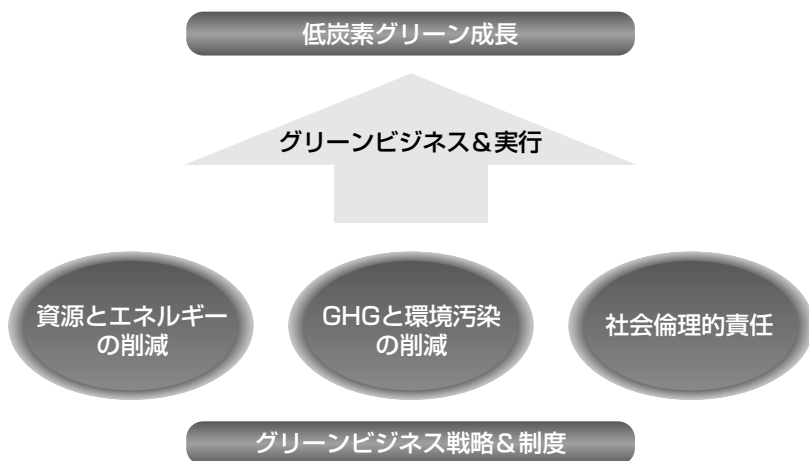 低炭素グリーン成長
グリーンビジネス&実行
資源とエネルギー
の削減
GHGと環境汚染
の削減
社会倫理的責任
グリーンビジネス戦略&制度